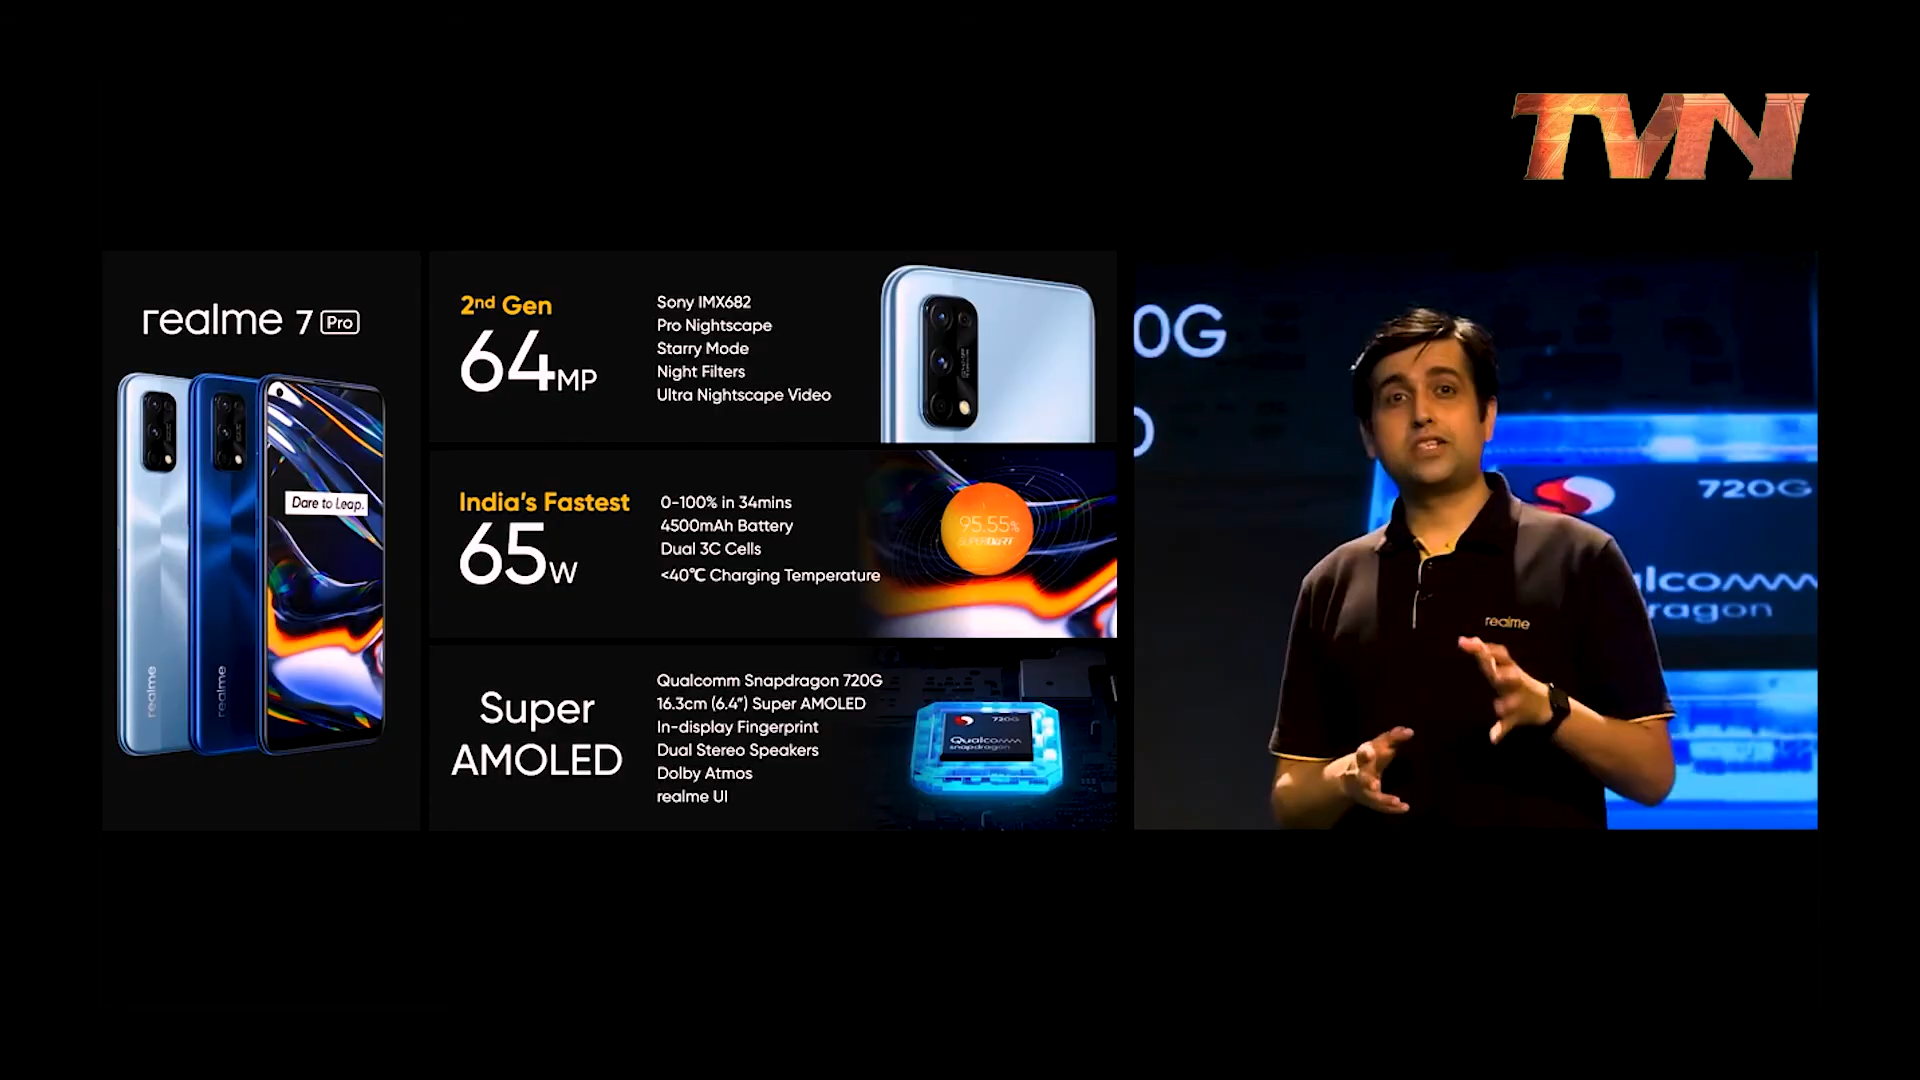 TVN
realme 7 Pro
Dare to Leap.
realme
realme
2nd Gen
64MP
Sony IMX682
Pro Nightscape
Starry Mode
Night Filters
Ultra Nightscape Video
India's Fastest
65W
0-100% in 34mins
4500mAh Battery
Dual 3C Cells
<40℃ Charging Temperature
95.55%
SUPERDART
Super
AMOLED
Qualcomm Snapdragon 720G
16.3cm (6.4") Super AMOLED
In-display Fingerprint
Dual Stereo Speakers
Dolby Atmos
realme UI
720G
Qualcomm
snapdragon
0G
720G
lcomm
ragon
realme